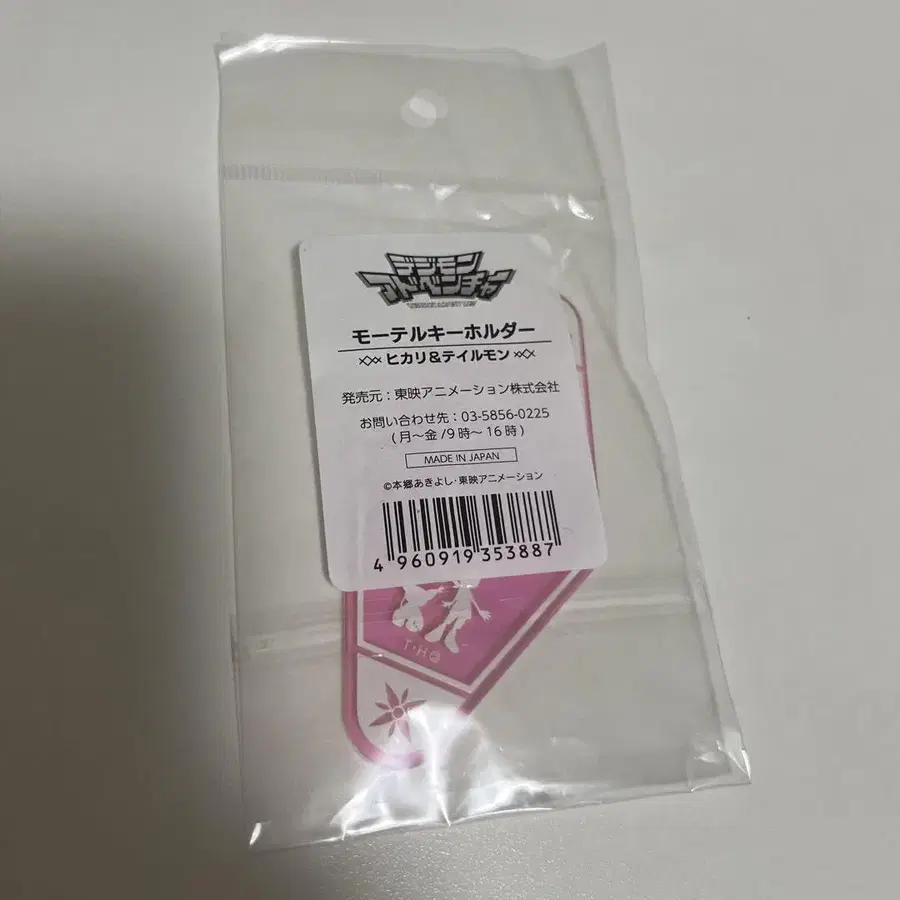 デジモン
アドベンチャー
モーテルキーホルダー
ヒカリ&テイルモン
発売元：東映アニメーション株式会社
お問い合わせ先：03-5856-0225
(月～金/9時～16時)
MADE IN JAPAN
©本郷あきよし・東映アニメーション
4 960919 353887